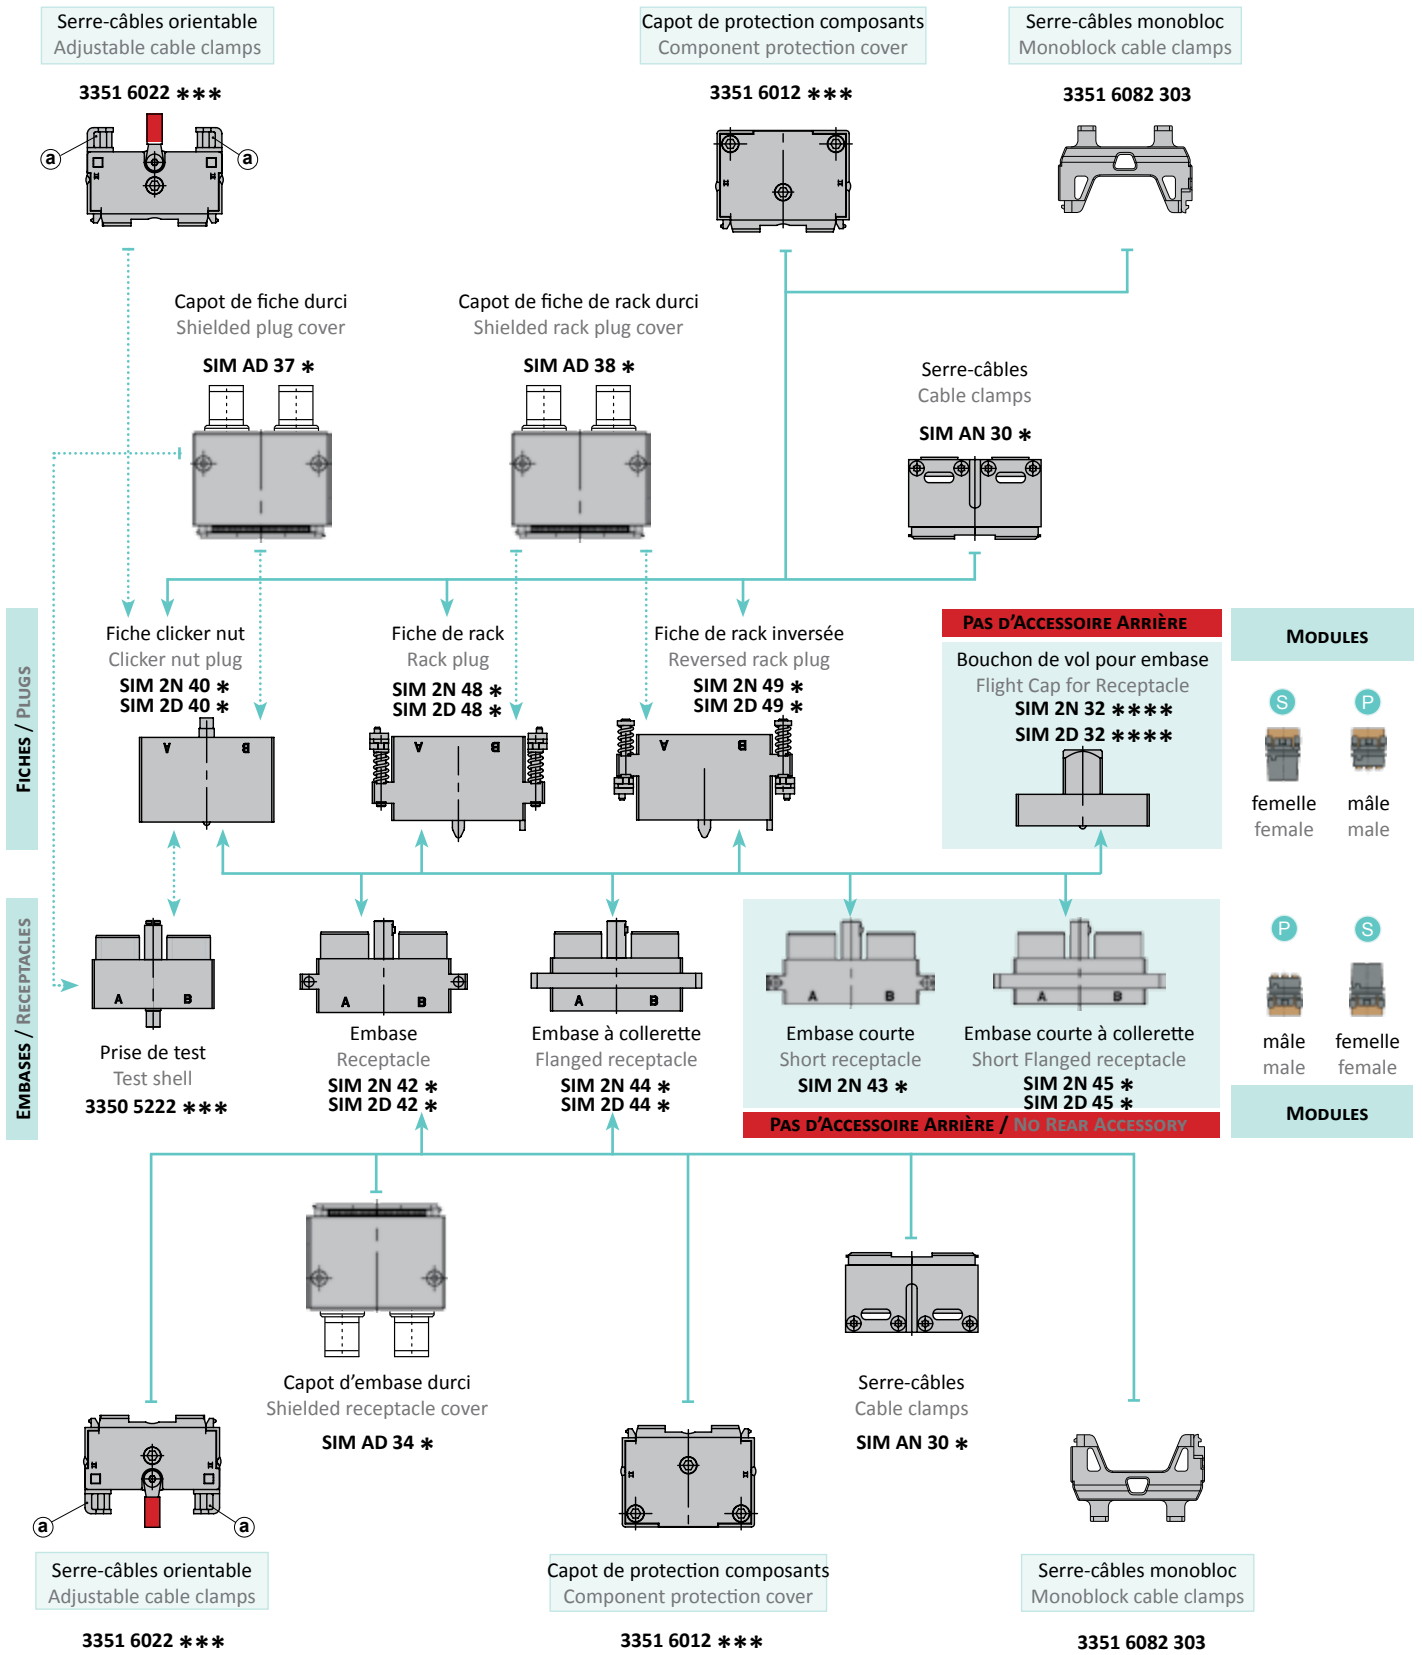 Serre-câbles orientable
Adjustable cable clamps
3351 6022 ***
a
a
Capot de protection composants
Component protection cover
3351 6012 ***
Serre-câbles monobloc
Monoblock cable clamps
3351 6082 303
Capot de fiche durci
Shielded plug cover
SIM AD 37 *
Capot de fiche de rack durci
Shielded rack plug cover
SIM AD 38 *
Serre-câbles
Cable clamps
SIM AN 30 *
FICHES / PLUGS
Fiche clicker nut
Clicker nut plug
SIM 2N 40 *
SIM 2D 40 *
A B
Fiche de rack
Rack plug
SIM 2N 48 *
SIM 2D 48 *
A B
Fiche de rack inversée
Reversed rack plug
SIM 2N 49 *
SIM 2D 49 *
A B
PAS D'ACCESSOIRE ARRIÈRE
Bouchon de vol pour embase
Flight Cap for Receptacle
SIM 2N 32 ****
SIM 2D 32 ****
MODULES
S P
femelle mâle
female male
EMBASES / RECEPTACLES
A B
Prise de test
Test shell
3350 5222 ***
A B
Embase
Receptacle
SIM 2N 42 *
SIM 2D 42 *
A B
Embase à collerette
Flanged receptacle
SIM 2N 44 *
SIM 2D 44 *
A B
Embase courte
Short receptacle
SIM 2N 43 *
A B
Embase courte à collerette
Short Flanged receptacle
SIM 2N 45 *
SIM 2D 45 *
PAS D'ACCESSOIRE ARRIÈRE / NO REAR ACCESSORY
P S
mâle femelle
male female
MODULES
Capot d'embase durci
Shielded receptacle cover
SIM AD 34 *
Serre-câbles
Cable clamps
SIM AN 30 *
a
a
Serre-câbles orientable
Adjustable cable clamps
3351 6022 ***
Capot de protection composants
Component protection cover
3351 6012 ***
Serre-câbles monobloc
Monoblock cable clamps
3351 6082 303